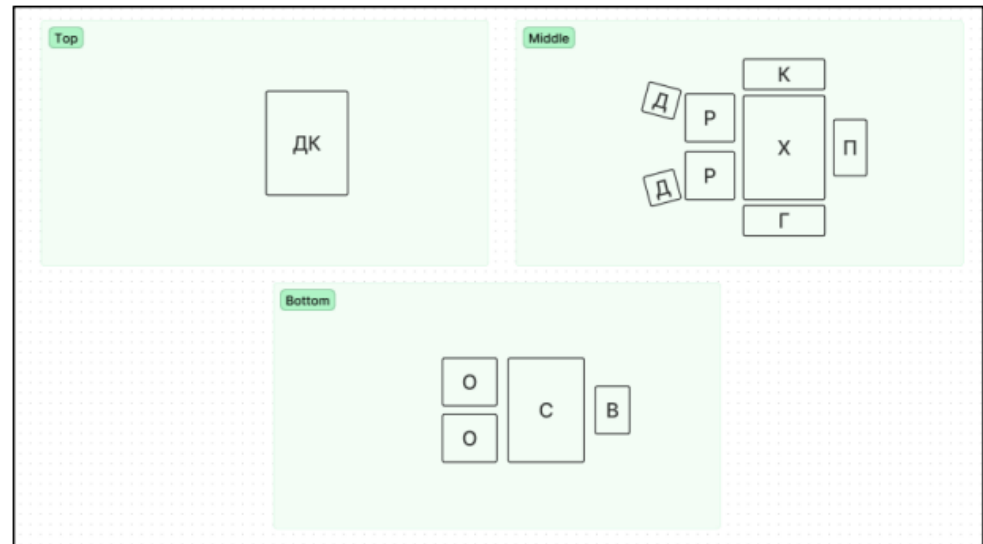 Top
ДК
Middle
К
Д
Р
Х
П
Д
Р
Г
Bottom
О
С
В
О